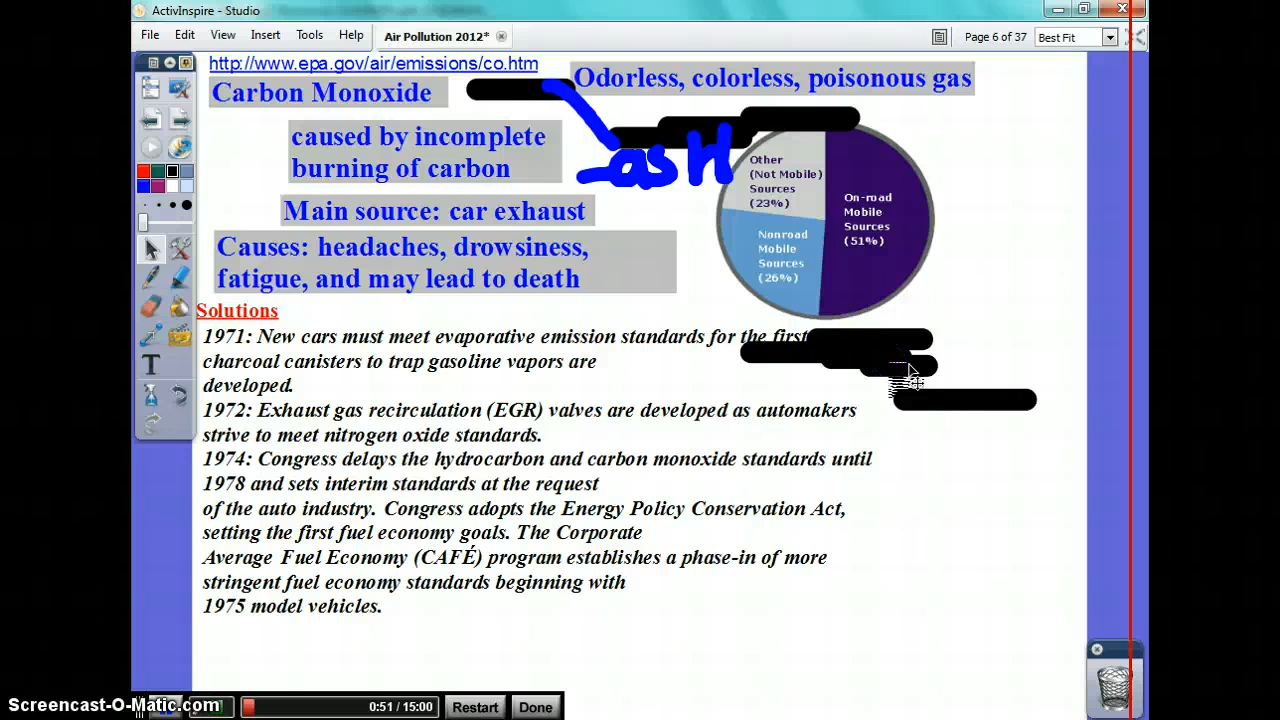 ActivInspire - Studio
File Edit View Insert Tools Help Air Pollution 2012* Page 6 of 37 Best Fit
http://www.epa.gov/air/emissions/co.htm
Odorless, colorless, poisonous gas
Carbon Monoxide
caused by incomplete
burning of carbon
as H
Main source: car exhaust
Causes: headaches, drowsiness,
fatigue, and may lead to death
Other
(Not Mobile)
Sources
(23%)
On-road
Mobile
Sources
(51%)
Nonroad
Mobile
Sources
(26%)
Solutions
1971: New cars must meet evaporative emission standards for the first
charcoal canisters to trap gasoline vapors are
developed.
1972: Exhaust gas recirculation (EGR) valves are developed as automakers
strive to meet nitrogen oxide standards.
1974: Congress delays the hydrocarbon and carbon monoxide standards until
1978 and sets interim standards at the request
of the auto industry. Congress adopts the Energy Policy Conservation Act,
setting the first fuel economy goals. The Corporate
Average Fuel Economy (CAFÉ) program establishes a phase-in of more
stringent fuel economy standards beginning with
1975 model vehicles.
T
Screencast-O-Matic.com 0:51 / 15:00 Restart Done